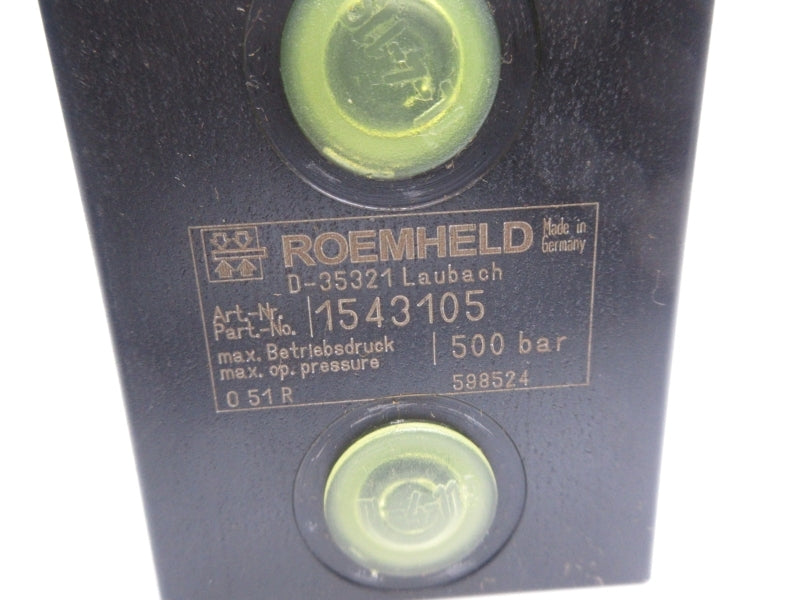 ROEMHELD Made in Germany
D-35321 Laubach
Art.-Nr.
Part.-No. 1543105
max. Betriebsdruck 500 bar
max. op. pressure
0 51 R 598524